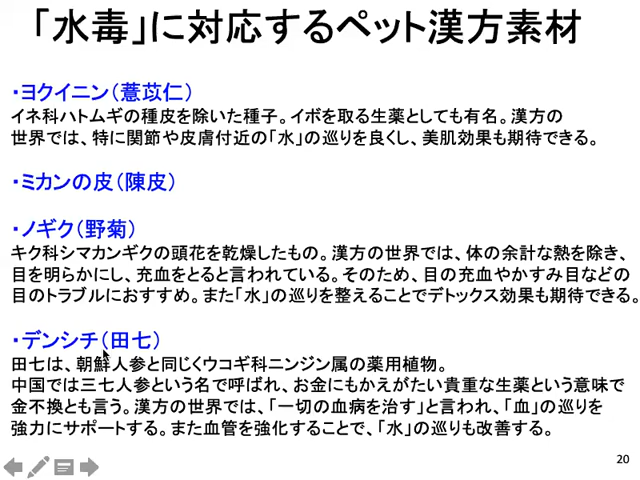 「水毒」に対応するペット漢方素材
・ヨクイニン（薏苡仁）
イネ科ハトムギの種皮を除いた種子。イボを取る生薬としても有名。漢方の
世界では、特に関節や皮膚付近の「水」の巡りを良くし、美肌効果も期待できる。
・ミカンの皮（陳皮）
・ノギク（野菊）
キク科シマカンギクの頭花を乾燥したもの。漢方の世界では、体の余計な熱を除き、
目を明らかにし、充血をとると言われている。そのため、目の充血やかすみ目などの
目のトラブルにおすすめ。また「水」の巡りを整えることでデトックス効果も期待できる。
・デンシチ（田七）
田七は、朝鮮人参と同じくウコギ科ニンジン属の薬用植物。
中国では三七人参という名で呼ばれ、お金にもかえがたい貴重な生薬という意味で
金不換とも言う。漢方の世界では、「一切の血病を治す」と言われ、「血」の巡りを
強力にサポートする。また血管を強化することで、「水」の巡りも改善する。
20